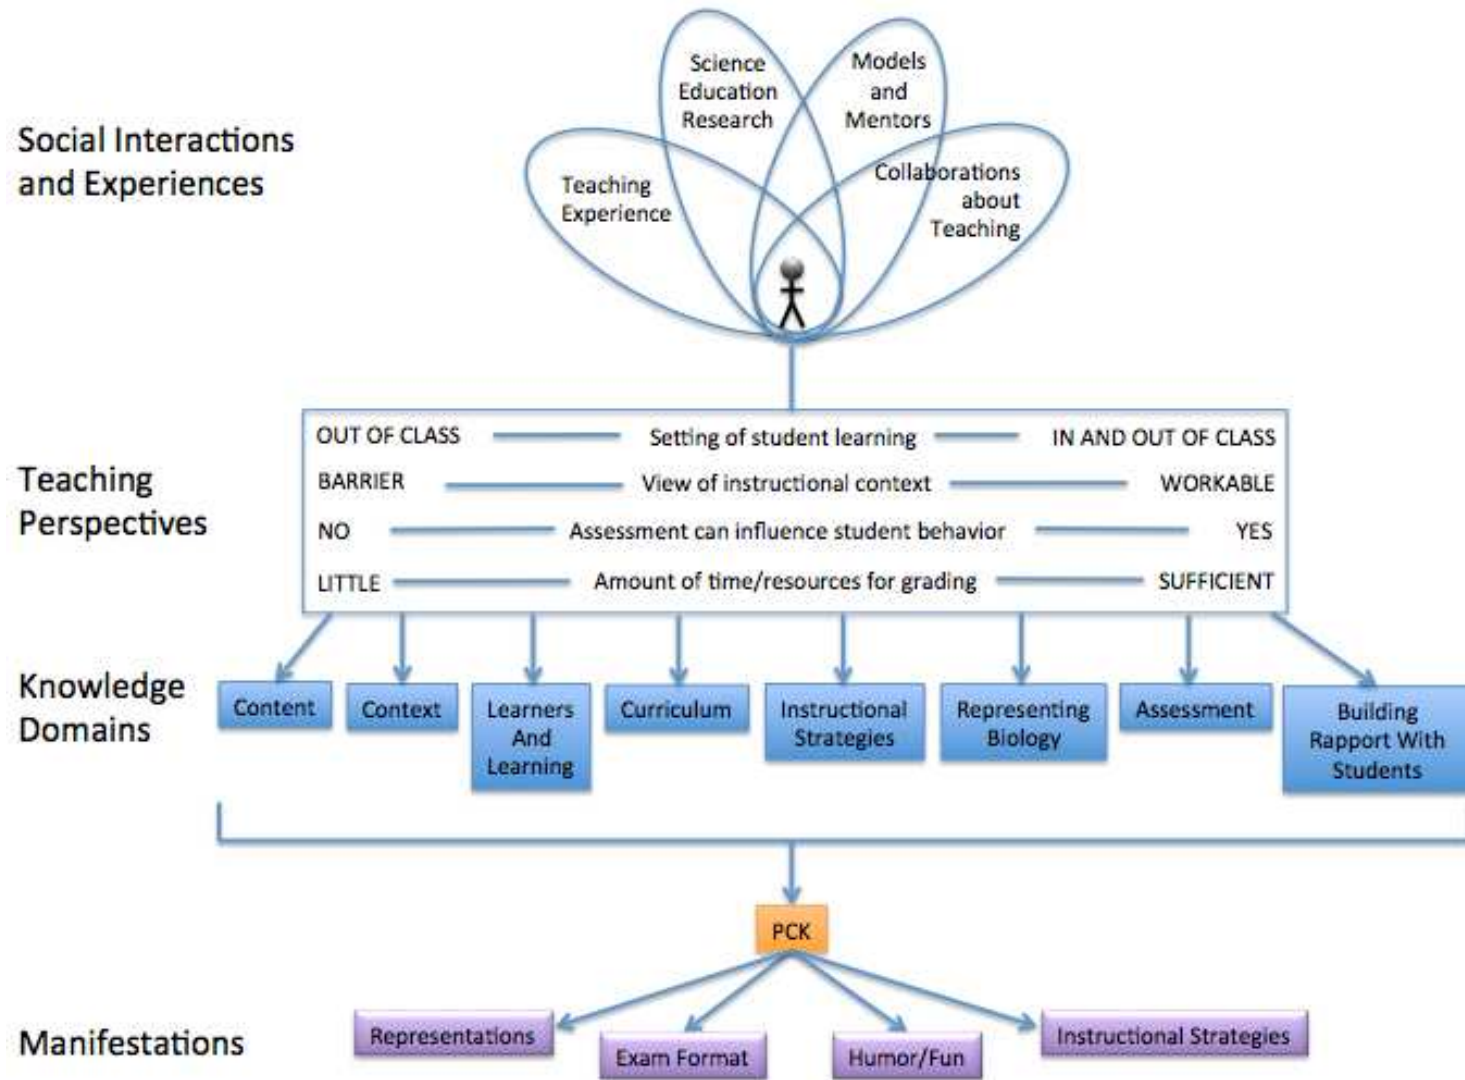 Social Interactions
and Experiences
Science
Education
Research
Models
and
Mentors
Teaching
Experience
Collaborations
about
Teaching
Teaching
Perspectives
OUT OF CLASS Setting of student learning IN AND OUT OF CLASS
BARRIER View of instructional context WORKABLE
NO Assessment can influence student behavior YES
LITTLE Amount of time/resources for grading SUFFICIENT
Knowledge
Domains
Content
Context
Learners
And
Learning
Curriculum
Instructional
Strategies
Representing
Biology
Assessment
Building
Rapport With
Students
PCK
Manifestations
Representations
Exam Format
Humor/Fun
Instructional Strategies